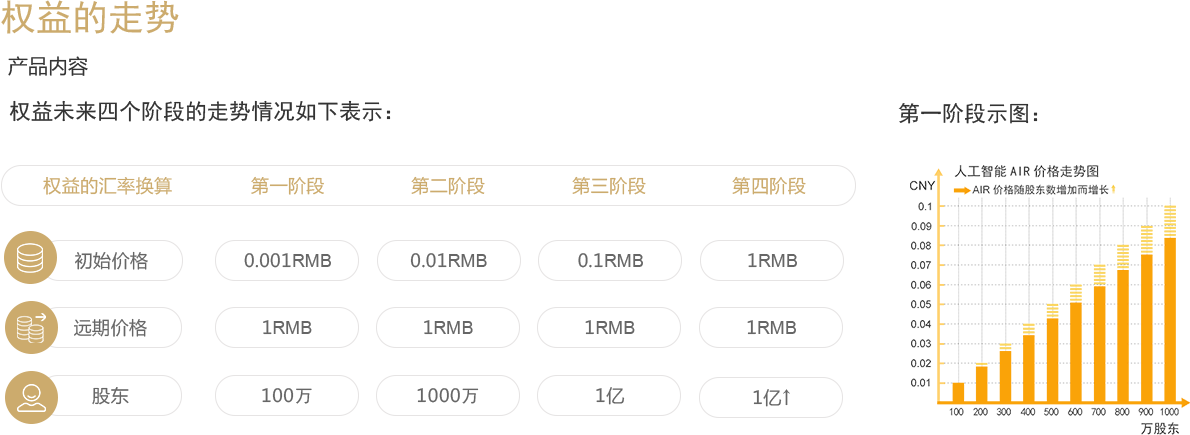 权益的走势
产品内容
权益未来四个阶段的走势情况如下表示：
权益的汇率换算 第一阶段 第二阶段 第三阶段 第四阶段
初始价格 0.001RMB 0.01RMB 0.1RMB 1RMB
远期价格 1RMB 1RMB 1RMB 1RMB
股东 100万 1000万 1亿 1亿↑
第一阶段示图：
人工智能 AIR 价格走势图
CNY
AIR 价格随股东数增加而增长
0.1
0.09
0.08
0.07
0.06
0.05
0.04
0.03
0.02
0.01
100 200 300 400 500 600 700 800 900 1000
万股东